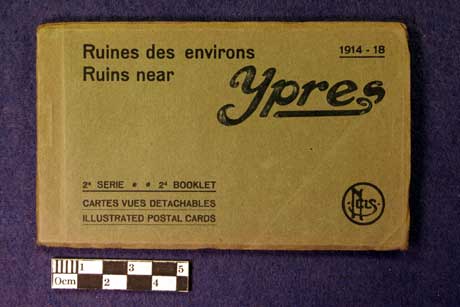 Ruines des environs
Ruins near
1914 - 18
Ypres
2e SERIE * * 2d BOOKLET
CARTES VUES DETACHABLES
ILLUSTRATED POSTAL CARDS
1 3 5
0cm 2 4